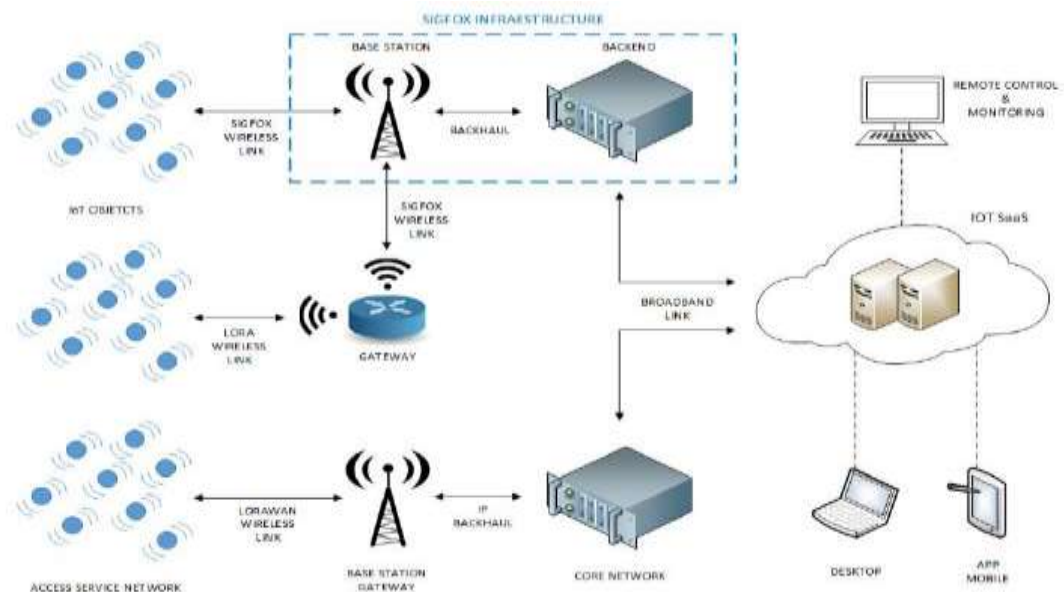 SIGFOX INFRAESTRUCTURE
BASE STATION
BACKEND
SIGFOX
WIRELESS
LINK
BACKHAUL
REMOTE CONTROL
&
MONITORING
IoT OBJETCTS
SIGFOX
WIRELESS
LINK
IOT SaaS
LORA
WIRELESS
LINK
GATEWAY
BROADBAND
LINK
LORAWAN
WIRELESS
LINK
IP
BACKHAUL
ACCESS SERVICE NETWORK
BASE STATION
GATEWAY
CORE NETWORK
DESKTOP
APP
MOBILE